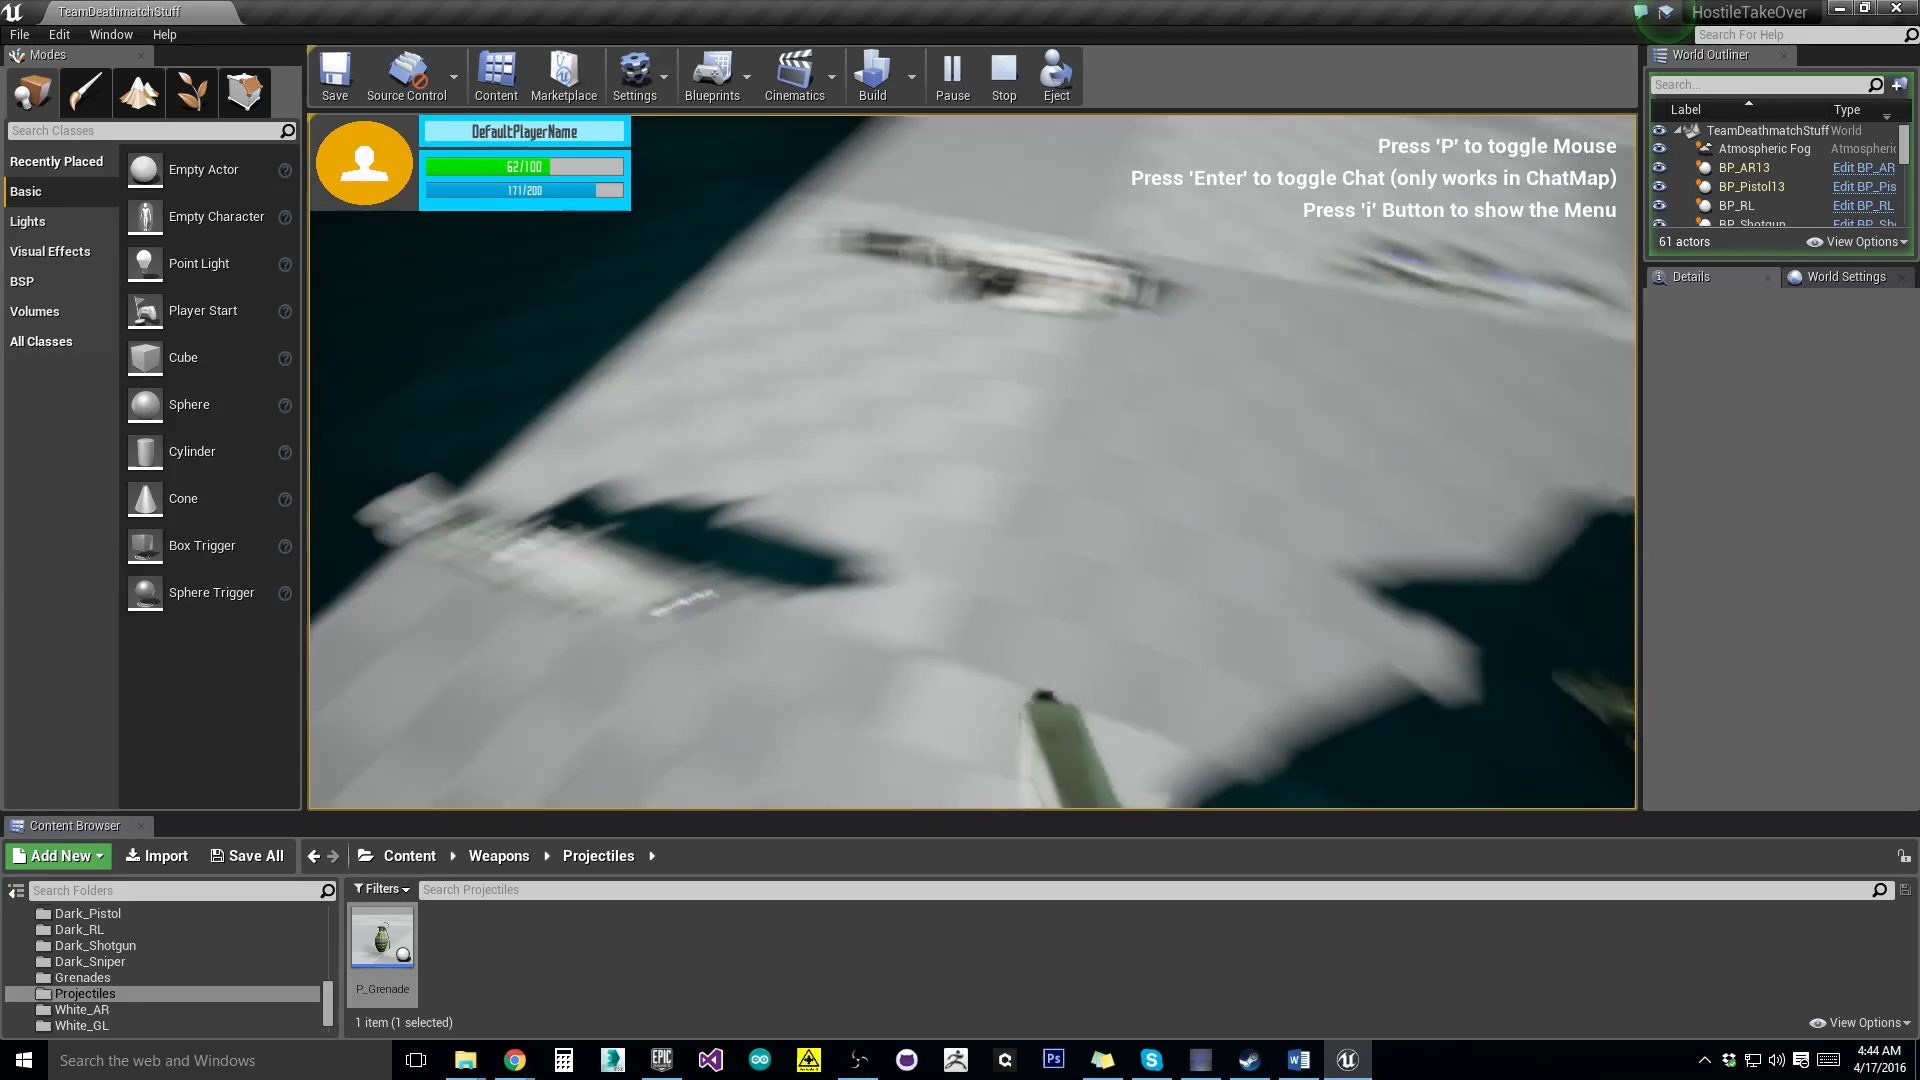 TeamDeathmatchStuff
HostileTakeOver
File Edit Window Help
Search For Help
Modes
Search Classes
Recently Placed
Basic
Lights
Visual Effects
BSP
Volumes
All Classes
Empty Actor
Empty Character
Point Light
Player Start
Cube
Sphere
Cylinder
Cone
Box Trigger
Sphere Trigger
Save
Source Control
Content
Marketplace
Settings
Blueprints
Cinematics
Build
Pause
Stop
Eject
DefaultPlayerName
62/100
171/200
Press 'P' to toggle Mouse
Press 'Enter' to toggle Chat (only works in ChatMap)
Press 'i' Button to show the Menu
World Outliner
Search...
Label Type
TeamDeathmatchStuff World
Atmospheric Fog Atmospheric
BP_AR13 Edit BP_AR
BP_Pistol13 Edit BP_Pis
BP_RL Edit BP_RL
BP_Shotgun Edit BP_Sho
61 actors
View Options
Details
World Settings
Content Browser
Add New
Import
Save All
Content
Weapons
Projectiles
Search Folders
Filters
Search Projectiles
Dark_Pistol
Dark_RL
Dark_Shotgun
Dark_Sniper
Grenades
Projectiles
White_AR
White_GL
P_Grenade
1 item (1 selected)
View Options
Search the web and Windows
EPIC
Ps
4:44 AM
4/17/2016